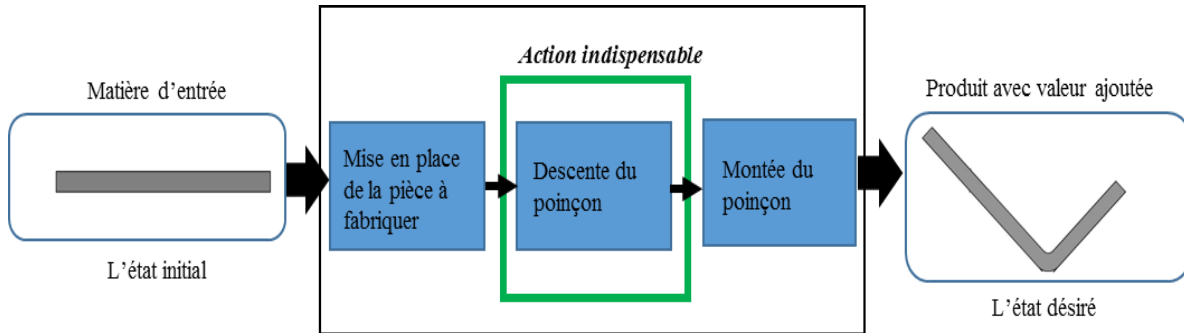 Action indispensable
Matière d’entrée
L’état initial
Mise en place
de la pièce à
fabriquer
Descente du
poinçon
Montée du
poinçon
Produit avec valeur ajoutée
L’état désiré